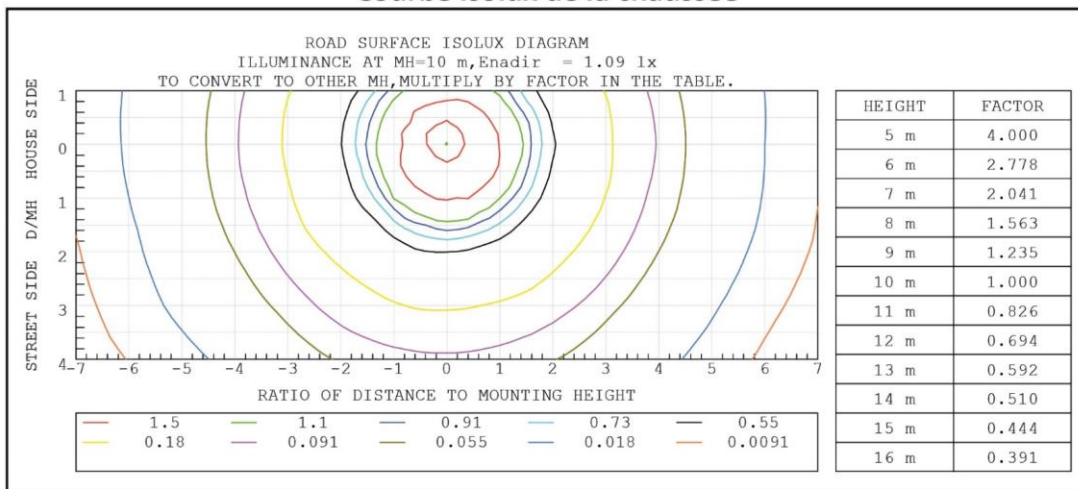 ROAD SURFACE ISOLUX DIAGRAM
ILLUMINANCE AT MH=10 m,Enadir = 1.09 lx
TO CONVERT TO OTHER MH,MULTIPLY BY FACTOR IN THE TABLE.
STREET SIDE D/MH HOUSE SIDE
1
0
1
2
3
4
-7 -6 -5 -4 -3 -2 -1 0 1 2 3 4 5 6 7
RATIO OF DISTANCE TO MOUNTING HEIGHT
1.5 1.1 0.91 0.73 0.55
0.18 0.091 0.055 0.018 0.0091
HEIGHT FACTOR
5 m 4.000
6 m 2.778
7 m 2.041
8 m 1.563
9 m 1.235
10 m 1.000
11 m 0.826
12 m 0.694
13 m 0.592
14 m 0.510
15 m 0.444
16 m 0.391